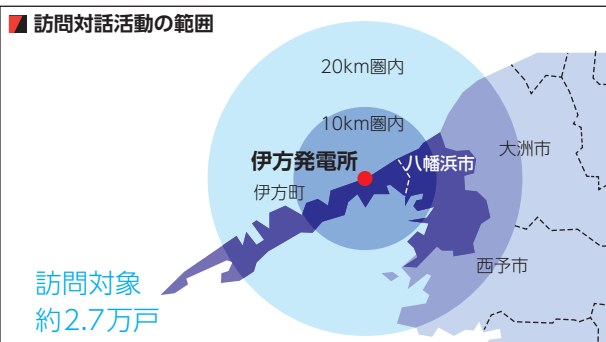 訪問対話活動の範囲
20km圏内
10km圏内
大洲市
伊方発電所
八幡浜市
伊方町
西予市
訪問対象
約2.7万戸